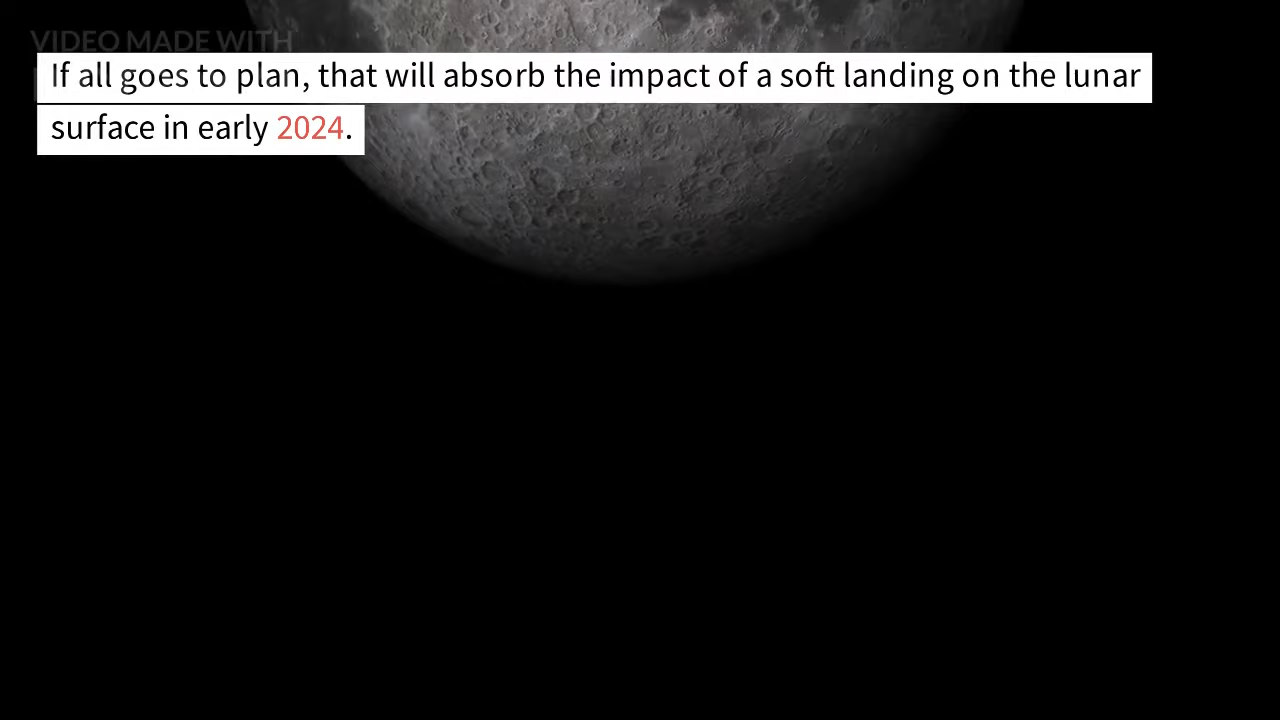 VIDEO MADE WITH
If all goes to plan, that will absorb the impact of a soft landing on the lunar
surface in early 2024.